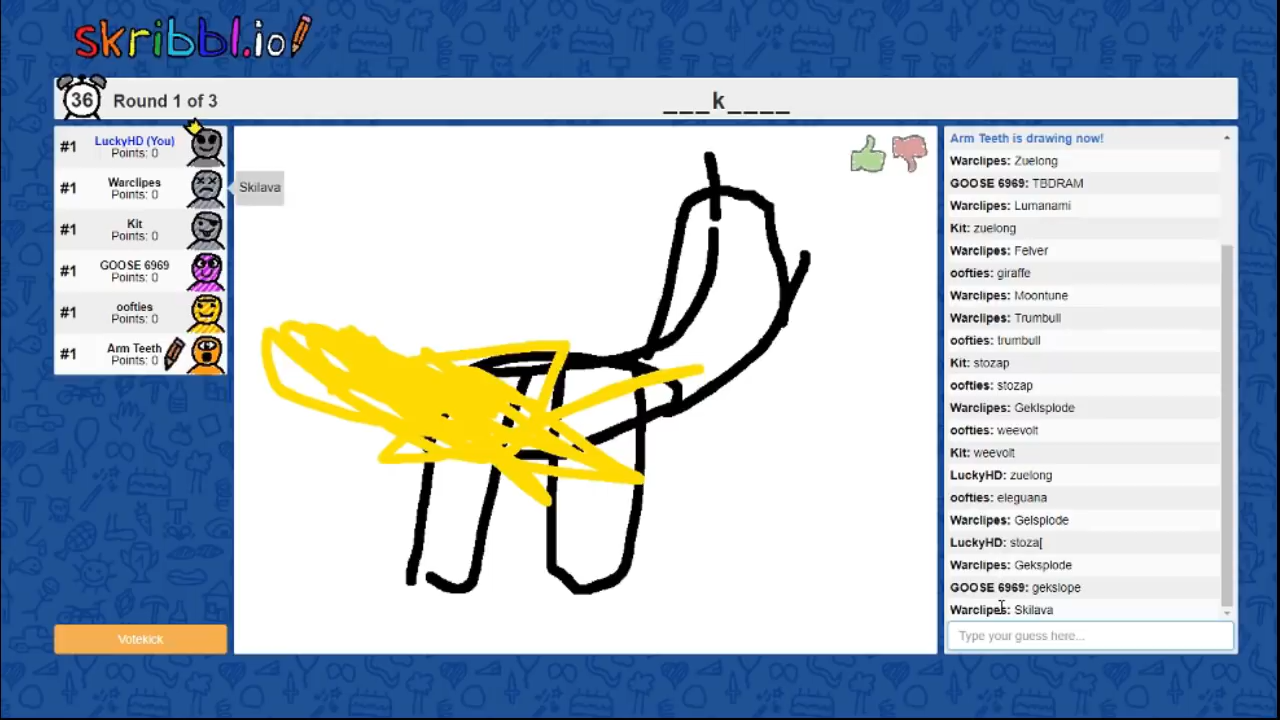 skribbl.io
36
Round 1 of 3
___k____
#1
LuckyHD (You)
Points: 0
#1
Warclipes
Points: 0
Skilava
#1
Kit
Points: 0
#1
GOOSE 6969
Points: 0
#1
oofties
Points: 0
#1
Arm Teeth
Points: 0
Votekick
Arm Teeth is drawing now!
Warclipes: Zuelong
GOOSE 6969: TBDRAM
Warclipes: Lumanami
Kit: zuelong
Warclipes: Felver
oofties: giraffe
Warclipes: Moontune
Warclipes: Trumbull
oofties: trumbull
Kit: stozap
oofties: stozap
Warclipes: Geklsplode
oofties: weevolt
Kit: weevolt
LuckyHD: zuelong
oofties: eleguana
Warclipes: Gelsplode
LuckyHD: stoza[
Warclipes: Geksplode
GOOSE 6969: gekslope
Warclipes: Skilava
Type your guess here...